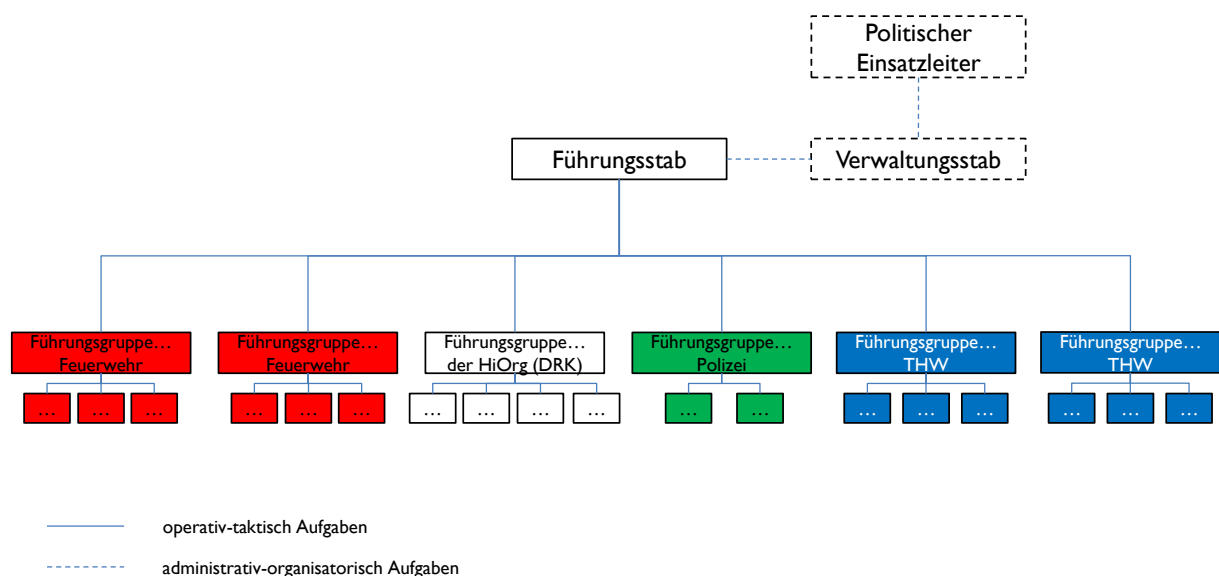 Politischer
Einsatzleiter
Führungsstab
Verwaltungsstab
Führungsgruppe…
Feuerwehr
Führungsgruppe…
Feuerwehr
Führungsgruppe…
der HiOrg (DRK)
Führungsgruppe…
Polizei
Führungsgruppe…
THW
Führungsgruppe…
THW
… … …
… … …
… … … …
… …
… … …
… … …
operativ-taktisch Aufgaben
administrativ-organisatorisch Aufgaben